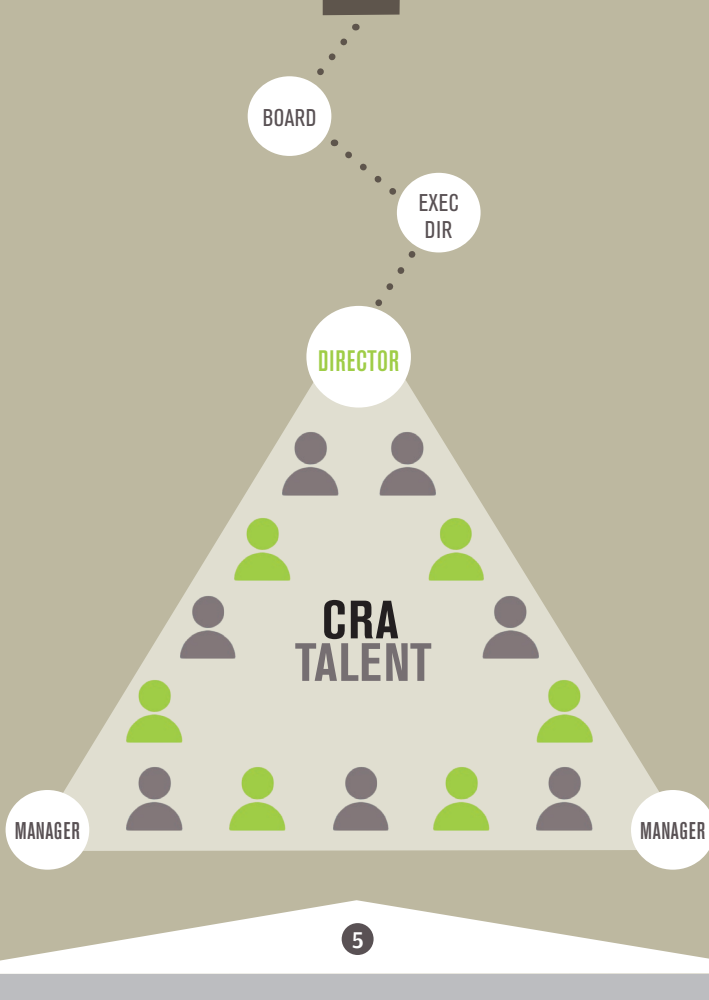 BOARD
EXEC
DIR
DIRECTOR
CRA
TALENT
MANAGER
MANAGER
5